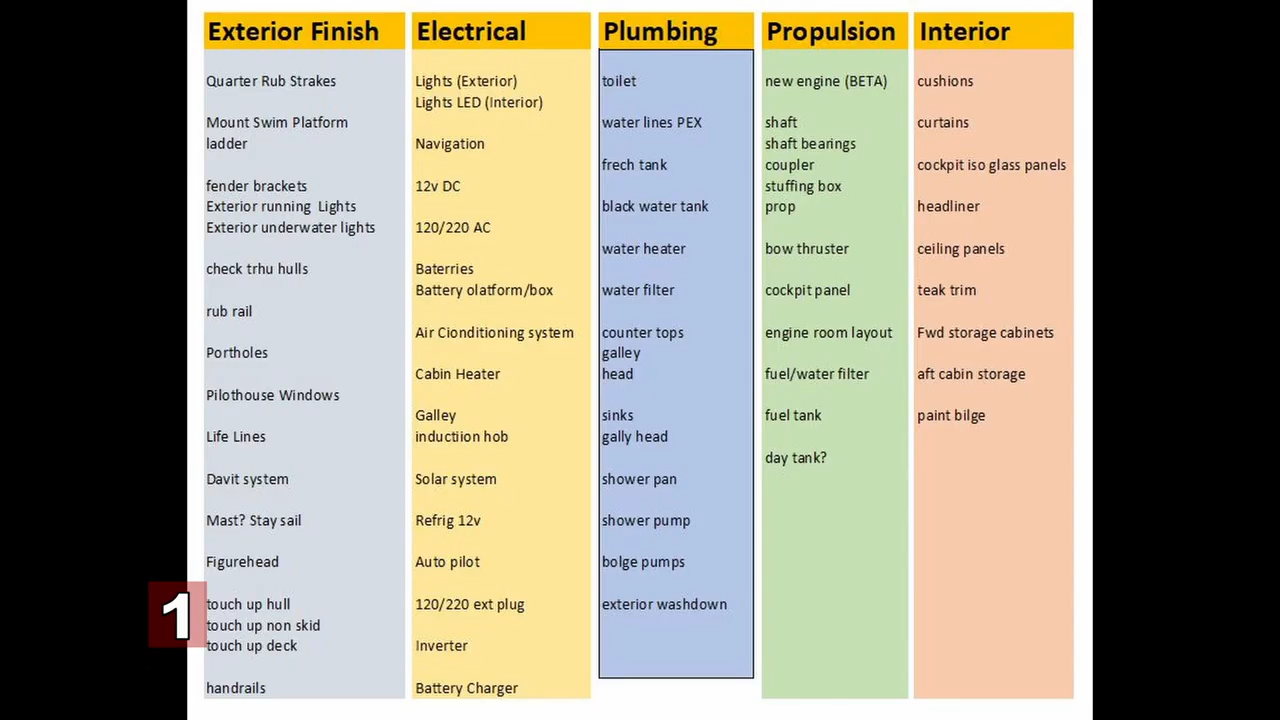 Exterior Finish
Quarter Rub Strakes
Mount Swim Platform
ladder
fender brackets
Exterior running Lights
Exterior underwater lights
check trhu hulls
rub rail
Portholes
Pilothouse Windows
Life Lines
Davit system
Mast? Stay sail
Figurehead
touch up hull
touch up non skid
touch up deck
handrails
Electrical
Lights (Exterior)
Lights LED (Interior)
Navigation
12v DC
120/220 AC
Baterries
Battery olatform/box
Air Cionditioning system
Cabin Heater
Galley
inductiion hob
Solar system
Refrig 12v
Auto pilot
120/220 ext plug
Inverter
Battery Charger
Plumbing
toilet
water lines PEX
frech tank
black water tank
water heater
water filter
counter tops
galley
head
sinks
gally head
shower pan
shower pump
bolge pumps
exterior washdown
Propulsion
new engine (BETA)
shaft
shaft bearings
coupler
stuffing box
prop
bow thruster
cockpit panel
engine room layout
fuel/water filter
fuel tank
day tank?
Interior
cushions
curtains
cockpit iso glass panels
headliner
ceiling panels
teak trim
Fwd storage cabinets
aft cabin storage
paint bilge
1